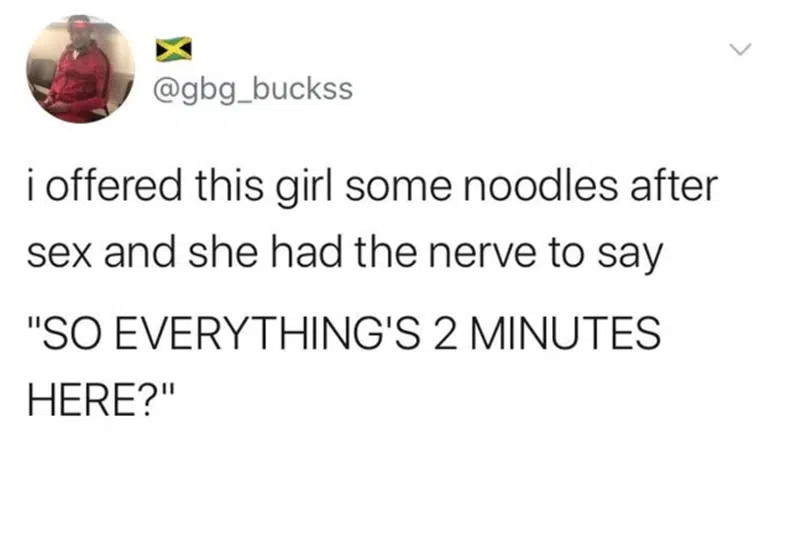 @gbg_buckss
i offered this girl some noodles after
sex and she had the nerve to say
"SO EVERYTHING'S 2 MINUTES
HERE?"